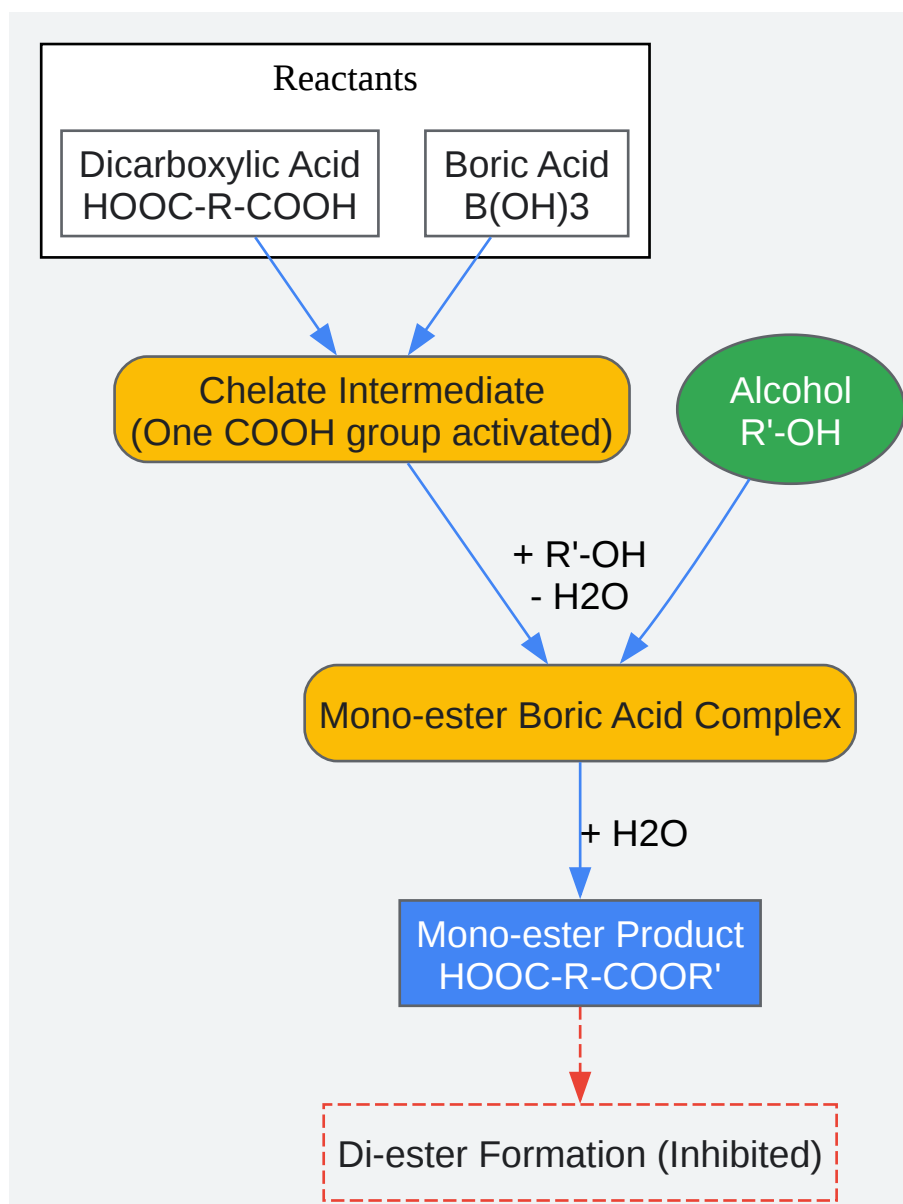 Reactants
Dicarboxylic Acid
HOOC-R-COOH
Boric Acid
B(OH)3
Chelate Intermediate
(One COOH group activated)
Alcohol
R'-OH
+ R'-OH
- H2O
Mono-ester Boric Acid Complex
+ H2O
Mono-ester Product
HOOC-R-COOR'
Di-ester Formation (Inhibited)